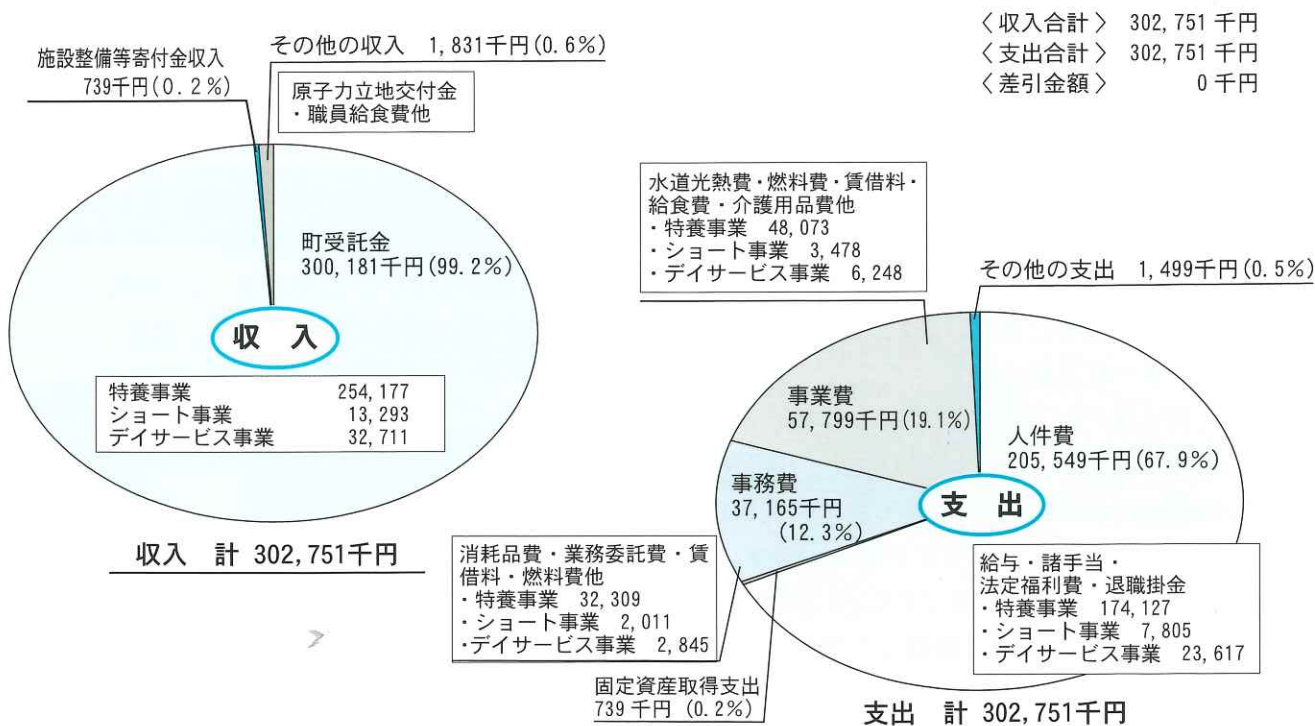 〈収入合計〉 302,751 千円
〈支出合計〉 302,751 千円
〈差引金額〉 0 千円
施設整備等寄付金収入
739千円(0.2%)
その他の収入 1,831千円(0.6%)
原子力立地交付金
・職員給食費他
町受託金
300,181千円(99.2%)
収 入
特養事業 254,177
ショート事業 13,293
デイサービス事業 32,711
収入 計 302,751千円
水道光熱費・燃料費・賃借料・
給食費・介護用品費他
・特養事業 48,073
・ショート事業 3,478
・デイサービス事業 6,248
その他の支出 1,499千円(0.5%)
事業費
57,799千円(19.1%)
人件費
205,549千円(67.9%)
事務費
37,165千円
(12.3%)
支 出
消耗品費・業務委託費・賃
借料・燃料費他
・特養事業 32,309
・ショート事業 2,011
・デイサービス事業 2,845
給与・諸手当・
法定福利費・退職掛金
・特養事業 174,127
・ショート事業 7,805
・デイサービス事業 23,617
固定資産取得支出
739 千円 (0.2%)
支出 計 302,751千円